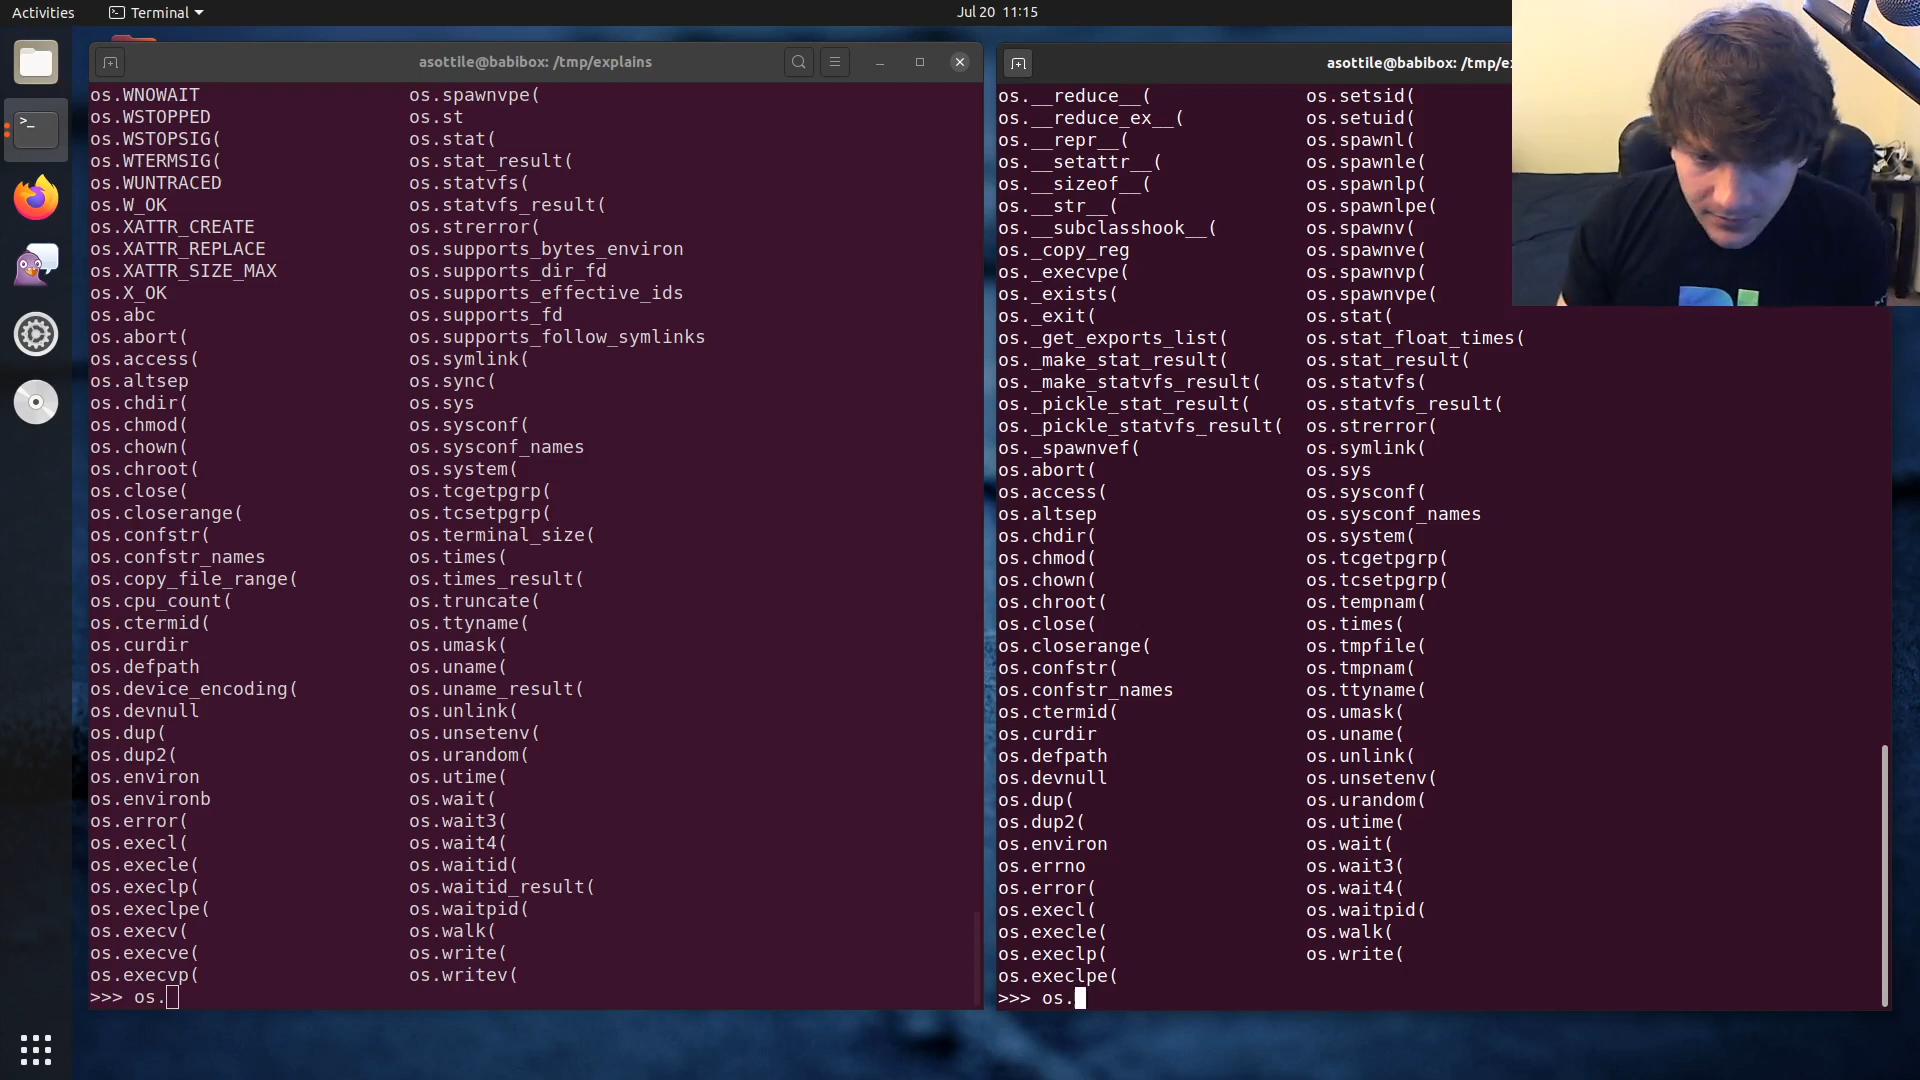 Activities
Terminal
Jul 20 11:15
asottile@babibox: /tmp/explains
os.WNOWAIT os.spawnvpe(
os.WSTOPPED os.st
os.WSTOPSIG( os.stat(
os.WTERMSIG( os.stat_result(
os.WUNTRACED os.statvfs(
os.W_OK os.statvfs_result(
os.XATTR_CREATE os.strerror(
os.XATTR_REPLACE os.supports_bytes_environ
os.XATTR_SIZE_MAX os.supports_dir_fd
os.X_OK os.supports_effective_ids
os.abc os.supports_fd
os.abort( os.supports_follow_symlinks
os.access( os.symlink(
os.altsep os.sync(
os.chdir( os.sys
os.chmod( os.sysconf(
os.chown( os.sysconf_names
os.chroot( os.system(
os.close( os.tcgetpgrp(
os.closerange( os.tcsetpgrp(
os.confstr( os.terminal_size(
os.confstr_names os.times(
os.copy_file_range( os.times_result(
os.cpu_count( os.truncate(
os.ctermid( os.ttyname(
os.curdir os.umask(
os.defpath os.uname(
os.device_encoding( os.uname_result(
os.devnull os.unlink(
os.dup( os.unsetenv(
os.dup2( os.urandom(
os.environ os.utime(
os.environb os.wait(
os.error( os.wait3(
os.execl( os.wait4(
os.execle( os.waitid(
os.execlp( os.waitid_result(
os.execlpe( os.waitpid(
os.execv( os.walk(
os.execve( os.write(
os.execvp( os.writev(
>>> os.
asottile@babibox: /tmp/e
os.__reduce__( os.setsid(
os.__reduce_ex__( os.setuid(
os.__repr__( os.spawnl(
os.__setattr__( os.spawnle(
os.__sizeof__( os.spawnlp(
os.__str__( os.spawnlpe(
os.__subclasshook__( os.spawnv(
os._copy_reg os.spawnve(
os._execvpe( os.spawnvp(
os._exists( os.spawnvpe(
os._exit( os.stat(
os._get_exports_list( os.stat_float_times(
os._make_stat_result( os.stat_result(
os._make_statvfs_result( os.statvfs(
os._pickle_stat_result( os.statvfs_result(
os._pickle_statvfs_result( os.strerror(
os._spawnvef( os.symlink(
os.abort( os.sys
os.access( os.sysconf(
os.altsep os.sysconf_names
os.chdir( os.system(
os.chmod( os.tcgetpgrp(
os.chown( os.tcsetpgrp(
os.chroot( os.tempnam(
os.close( os.times(
os.closerange( os.tmpfile(
os.confstr( os.tmpnam(
os.confstr_names os.ttyname(
os.ctermid( os.umask(
os.curdir os.uname(
os.defpath os.unlink(
os.devnull os.unsetenv(
os.dup( os.urandom(
os.dup2( os.utime(
os.environ os.wait(
os.errno os.wait3(
os.error( os.wait4(
os.execl( os.waitpid(
os.execle( os.walk(
os.execlp( os.write(
os.execlpe(
>>> os.